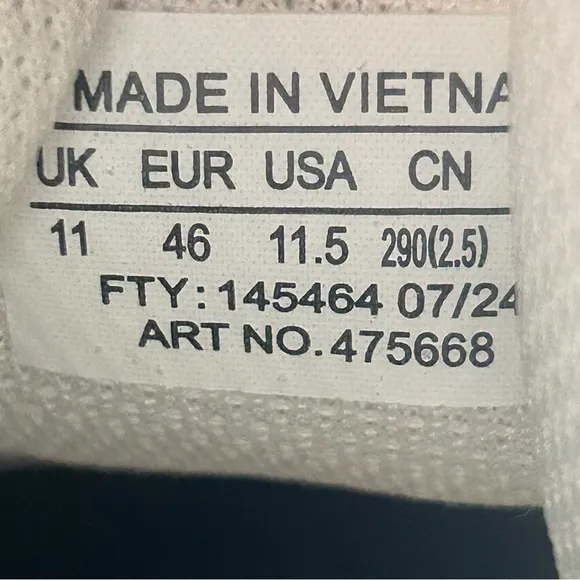 MADE IN VIETNA
UK EUR USA CN
11 46 11.5 290(2.5)
FTY: 145464 07/24
ART NO. 475668